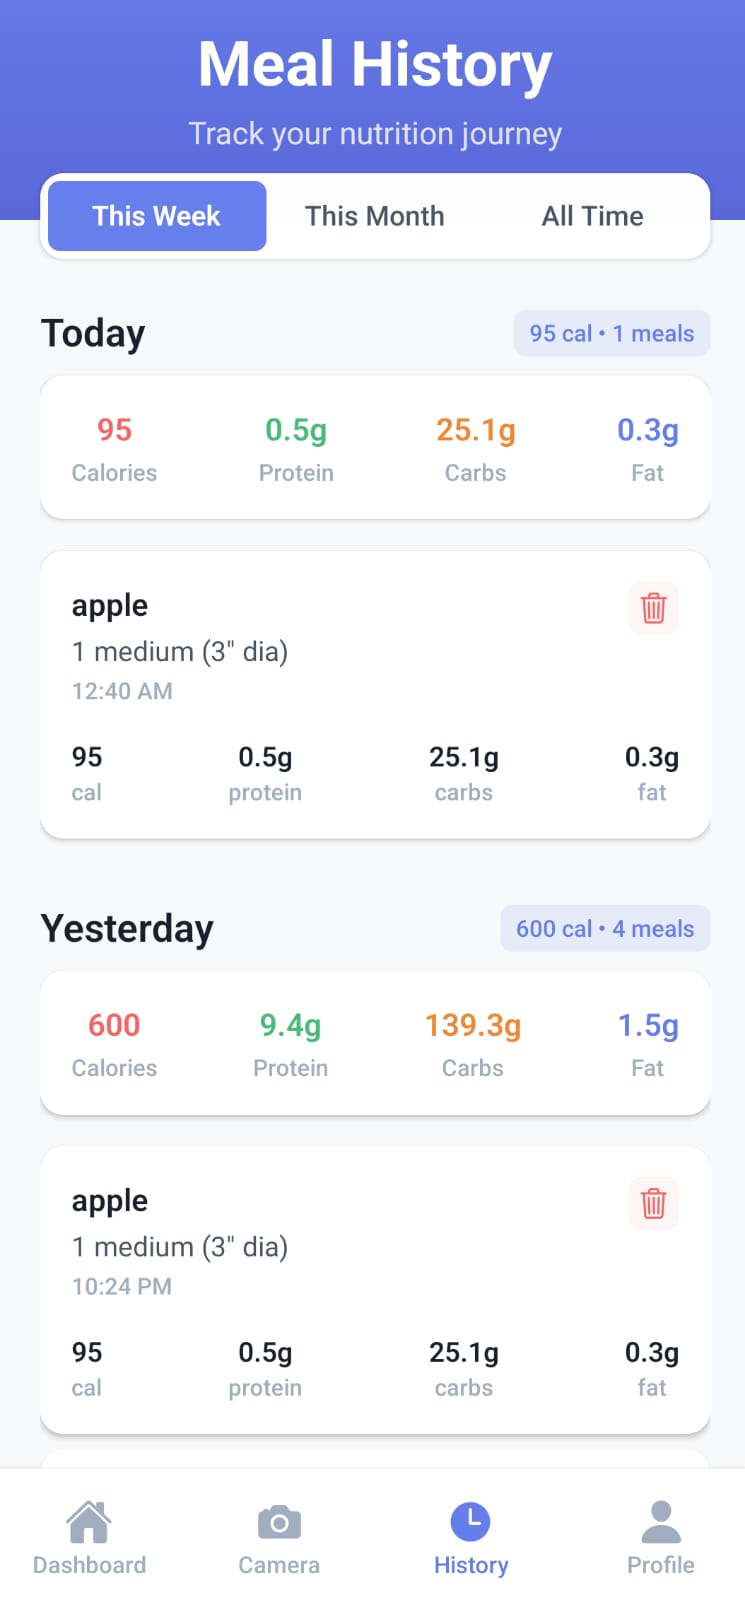 Meal History
Track your nutrition journey
This Week This Month All Time
Today 95 cal • 1 meals
95 0.5g 25.1g 0.3g
Calories Protein Carbs Fat
apple
1 medium (3" dia)
12:40 AM
95 0.5g 25.1g 0.3g
cal protein carbs fat
Yesterday 600 cal • 4 meals
600 9.4g 139.3g 1.5g
Calories Protein Carbs Fat
apple
1 medium (3" dia)
10:24 PM
95 0.5g 25.1g 0.3g
cal protein carbs fat
Dashboard Camera History Profile